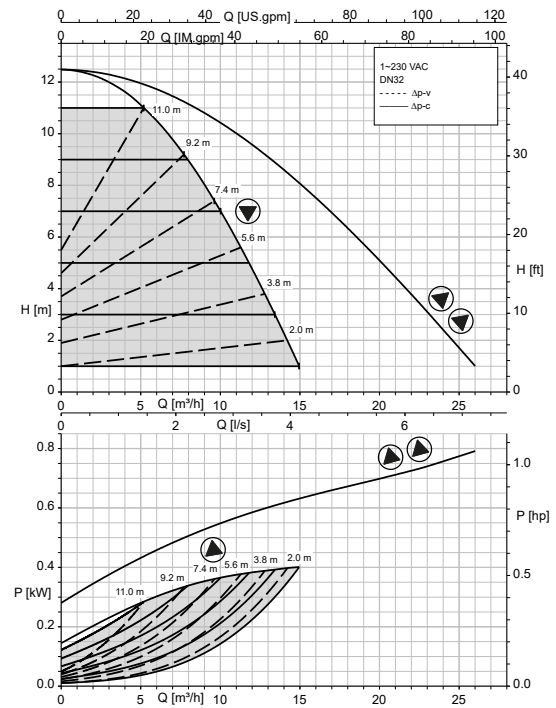 0 20 40 60 80 100 120
Q [US.gpm]
0 20 40 60 80 100
Q [IM.gpm]
1~230 VAC
DN32
Δp-v
Δp-c
12
10
8
6
4
2
0
H [m]
40
30
20
10
0
H [ft]
11.0 m
9.2 m
7.4 m
5.6 m
3.8 m
2.0 m
0 5 10 15 20 25
Q [m³/h]
0 2 4 6
Q [l/s]
0.8
0.6
0.4
0.2
0.0
P [kW]
1.0
0.5
0.0
P [hp]
11.0 m
9.2 m
7.4 m
5.6 m
3.8 m
2.0 m
0 5 10 15 20 25
Q [m³/h]